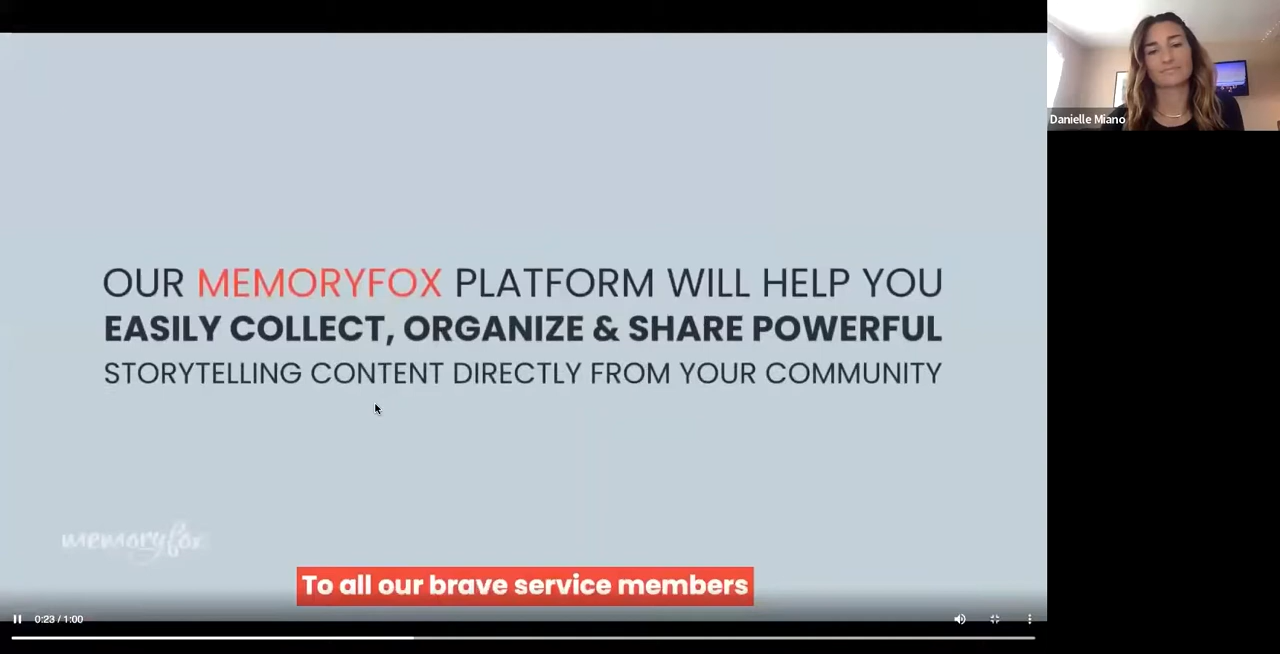 OUR MEMORYFOX PLATFORM WILL HELP YOU
EASILY COLLECT, ORGANIZE & SHARE POWERFUL
STORYTELLING CONTENT DIRECTLY FROM YOUR COMMUNITY
memoryfox
To all our brave service members
0:23 / 1:00
Danielle Miano